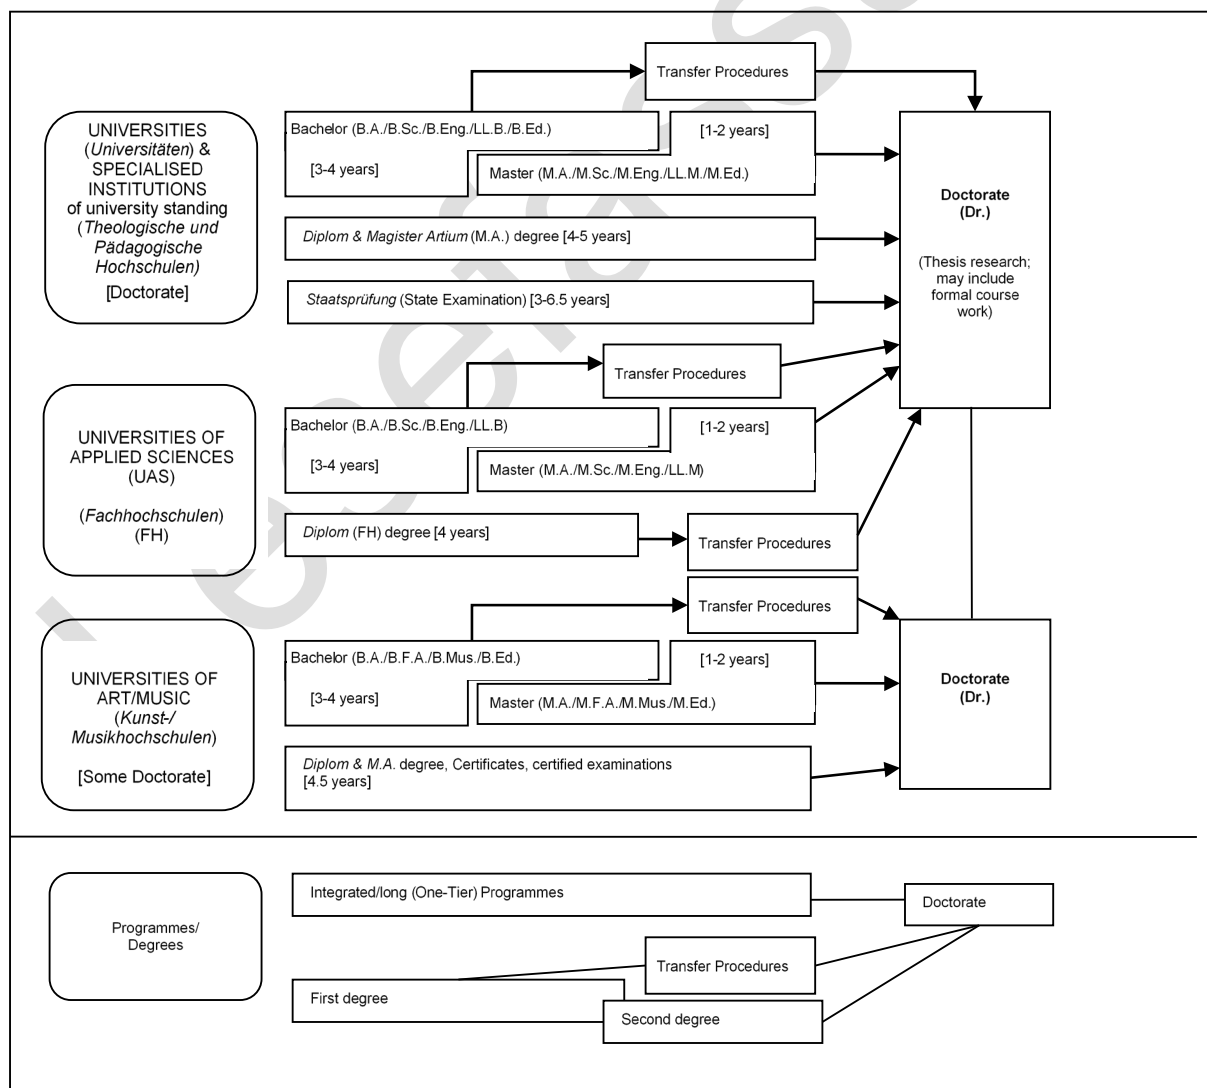 Transfer Procedures
UNIVERSITIES
(Universitäten) &
SPECIALISED
INSTITUTIONS
of university standing
(Theologische und
Pädagogische
Hochschulen)
[Doctorate]
Bachelor (B.A./B.Sc./B.Eng./LL.B./B.Ed.)
[1-2 years]
[3-4 years]
Master (M.A./M.Sc./M.Eng./LL.M./M.Ed.)
Diplom & Magister Artium (M.A.) degree [4-5 years]
Staatsprüfung (State Examination) [3-6.5 years]
Doctorate
(Dr.)
(Thesis research;
may include
formal course
work)
Transfer Procedures
UNIVERSITIES OF
APPLIED SCIENCES
(UAS)
(Fachhochschulen)
(FH)
Bachelor (B.A./B.Sc./B.Eng./LL.B)
[1-2 years]
[3-4 years]
Master (M.A./M.Sc./M.Eng./LL.M)
Diplom (FH) degree [4 years]
Transfer Procedures
Transfer Procedures
UNIVERSITIES OF
ART/MUSIC
(Kunst-/
Musikhochschulen)
[Some Doctorate]
Bachelor (B.A./B.F.A./B.Mus./B.Ed.)
[1-2 years]
[3-4 years]
Master (M.A./M.F.A./M.Mus./M.Ed.)
Diplom & M.A. degree, Certificates, certified examinations
[4.5 years]
Doctorate
(Dr.)
Programmes/
Degrees
Integrated/long (One-Tier) Programmes
Doctorate
Transfer Procedures
First degree
Second degree